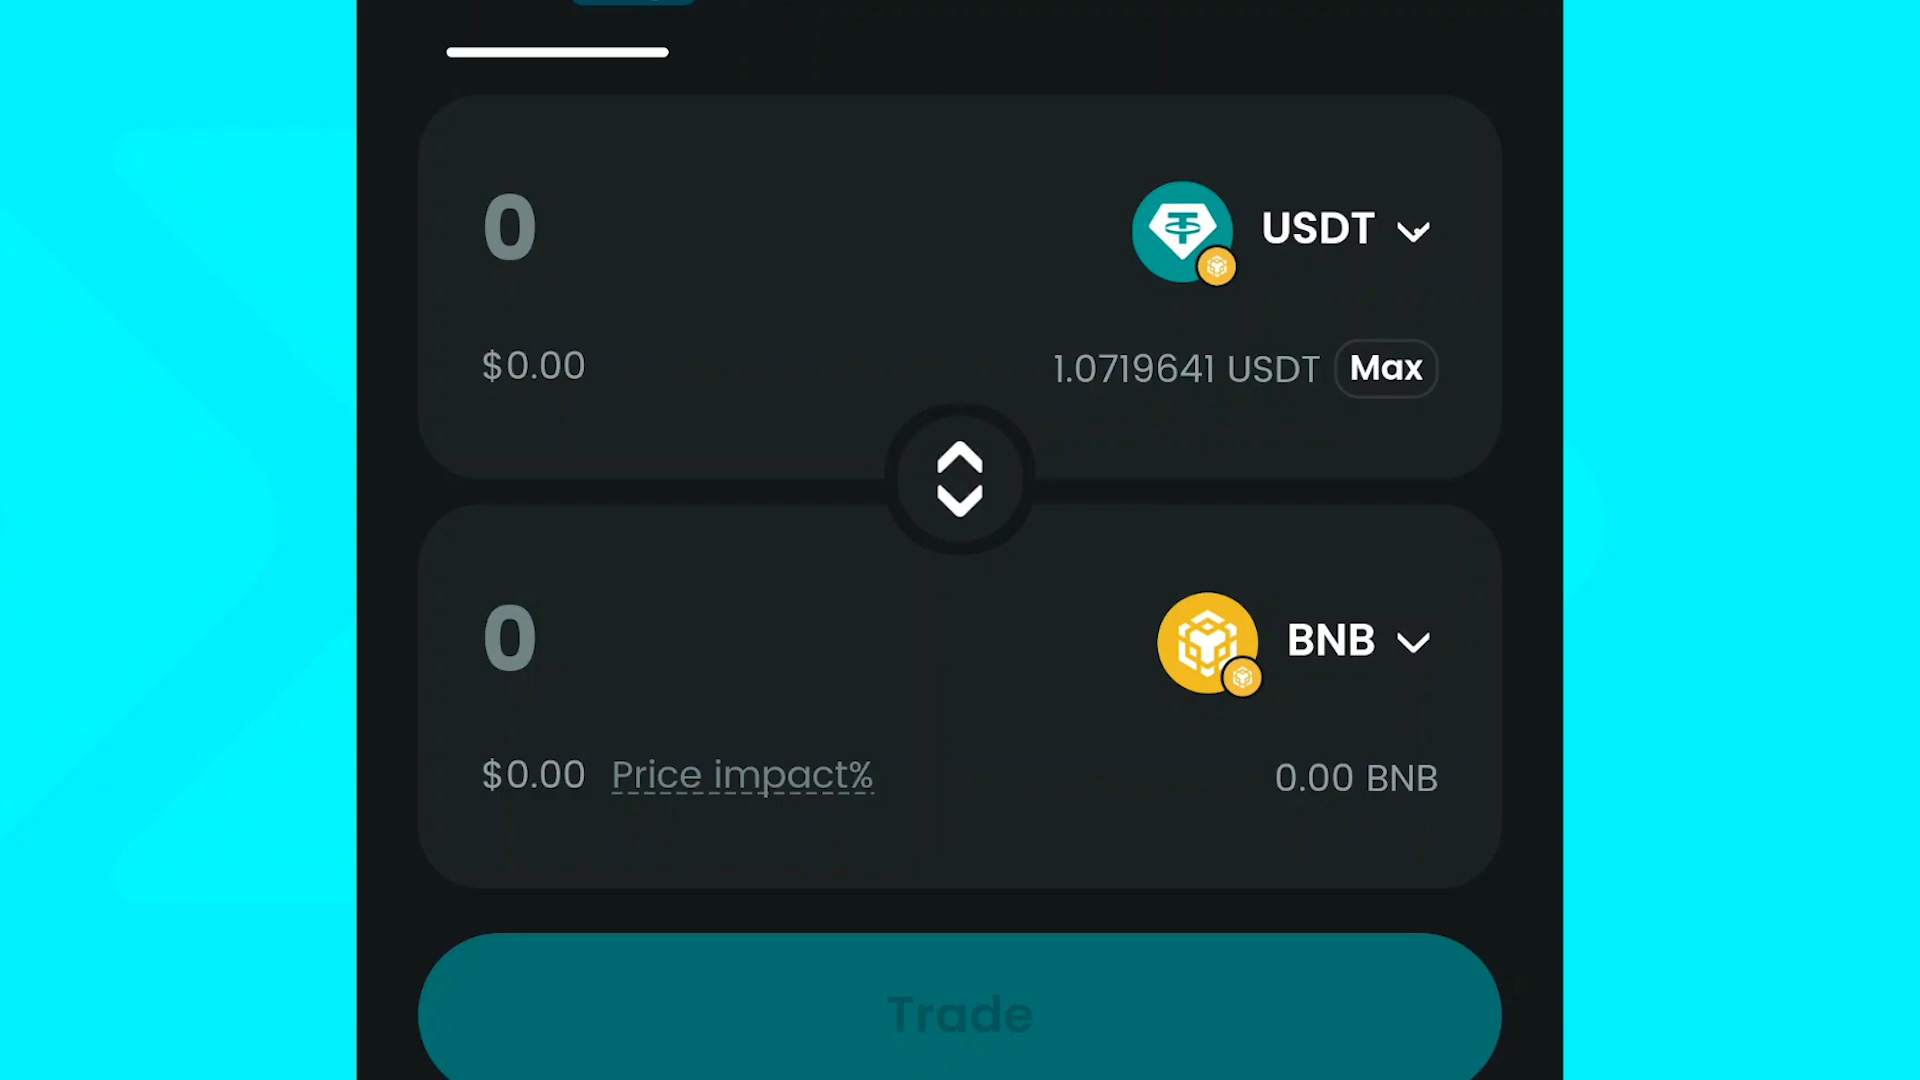 0
USDT
$0.00
1.0719641 USDT
Max
0
BNB
$0.00 Price impact%
0.00 BNB
Trade